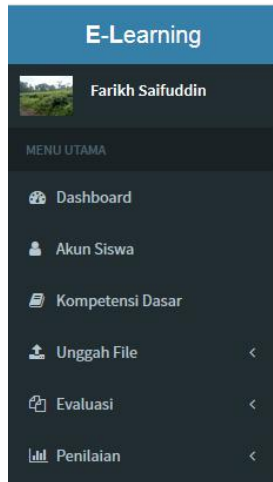 E-Learning
Farikh Saifuddin
MENU UTAMA
Dashboard
Akun Siswa
Kompetensi Dasar
Unggah File
Evaluasi
Penilaian